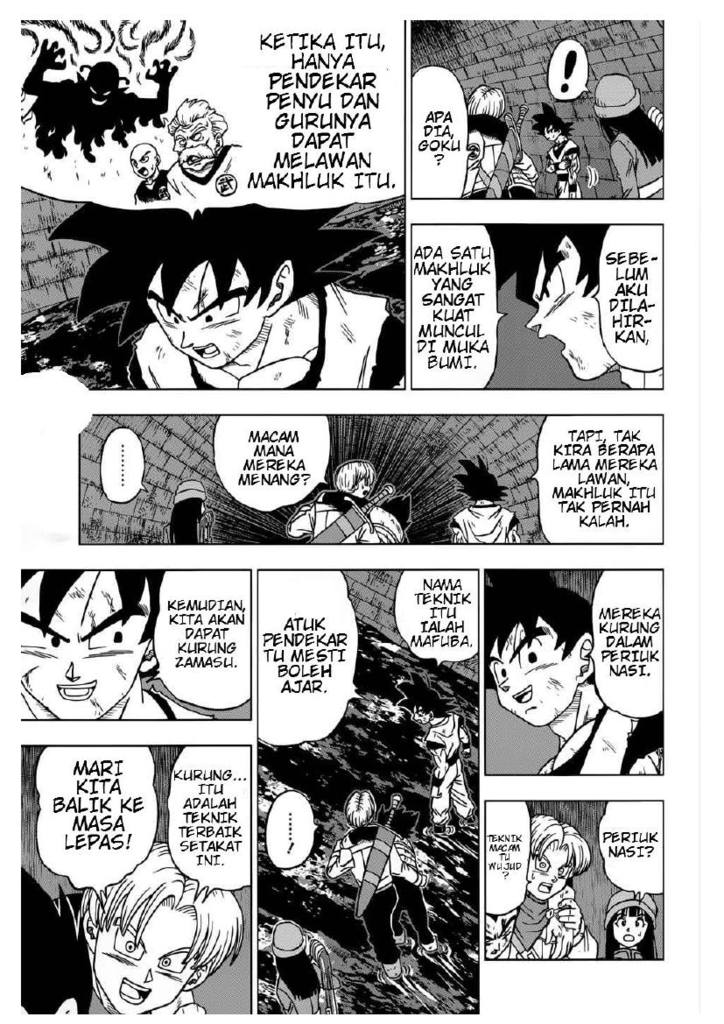 !
APA
DIA,
GOKU
?
SEBE-
LUM
AKU
DILA-
HIR-
KAN,
ADA SATU
MAKHLUK
YANG
SANGAT
KUAT
MUNCUL
DI MUKA
BUMI.
KETIKA ITU,
HANYA
PENDEKAR
PENYU DAN
GURUNYA
DAPAT
MELAWAN
MAKHLUK ITU.
武
TAPI, TAK
KIRA BERAPA
LAMA MEREKA
LAWAN,
MAKHLUK ITU
TAK PERNAH
KALAH.
MACAM
MANA
MEREKA
MENANG?
......
MEREKA
KURUNG
DALAM
PERIUK
NASI.
PERIUK
NASI?
TEKNIK
MACAM
TU
WUJUD
?
NAMA
TEKNIK
ITU
IALAH
MAFUBA.
ATUK
PENDEKAR
TU MESTI
BOLEH
AJAR.
......!
KEMUDIAN,
KITA AKAN
DAPAT
KURUNG
ZAMASU.
KURUNG...
ITU
ADALAH
TEKNIK
TERBAIK
SETAKAT
INI.
MARI
KITA
BALIK KE
MASA
LEPAS!